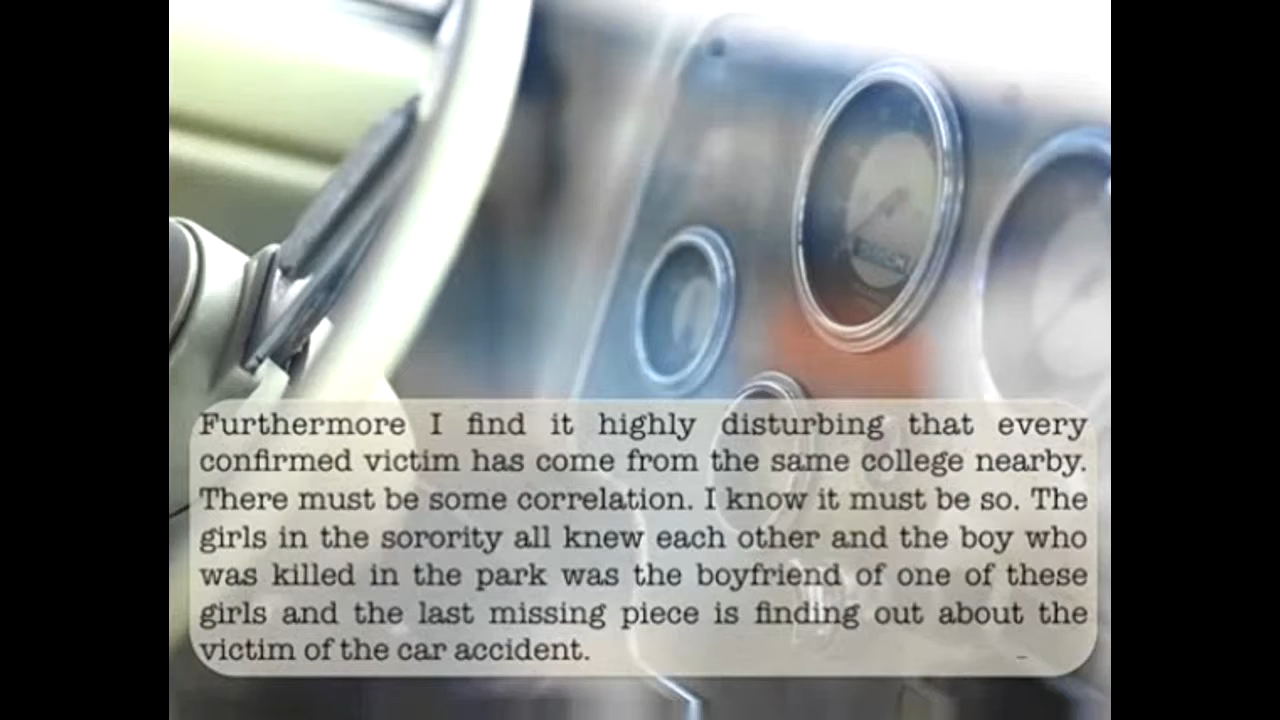 Furthermore I find it highly disturbing that every
confirmed victim has come from the same college nearby.
There must be some correlation. I know it must be so. The
girls in the sorority all knew each other and the boy who
was killed in the park was the boyfriend of one of these
girls and the last missing piece is finding out about the
victim of the car accident.